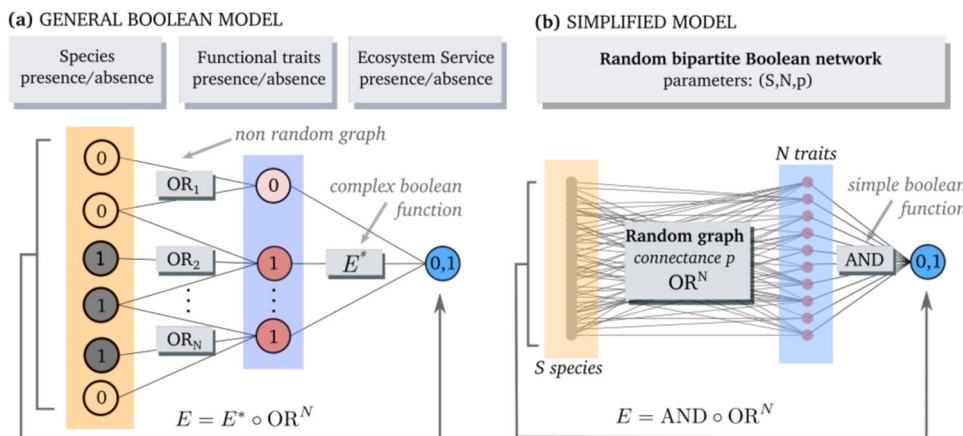 (a) GENERAL BOOLEAN MODEL
Species
presence/absence
Functional traits
presence/absence
Ecosystem Service
presence/absence
non random graph
complex boolean
function
0
0
1
1
1
0
OR₁
OR₂
OR_N
0
1
1
E*
0,1
E = E* ∘ OR^N
(b) SIMPLIFIED MODEL
Random bipartite Boolean network
parameters: (S,N,p)
N traits
simple boolean
function
Random graph
connectance p
OR^N
AND
0,1
S species
E = AND ∘ OR^N